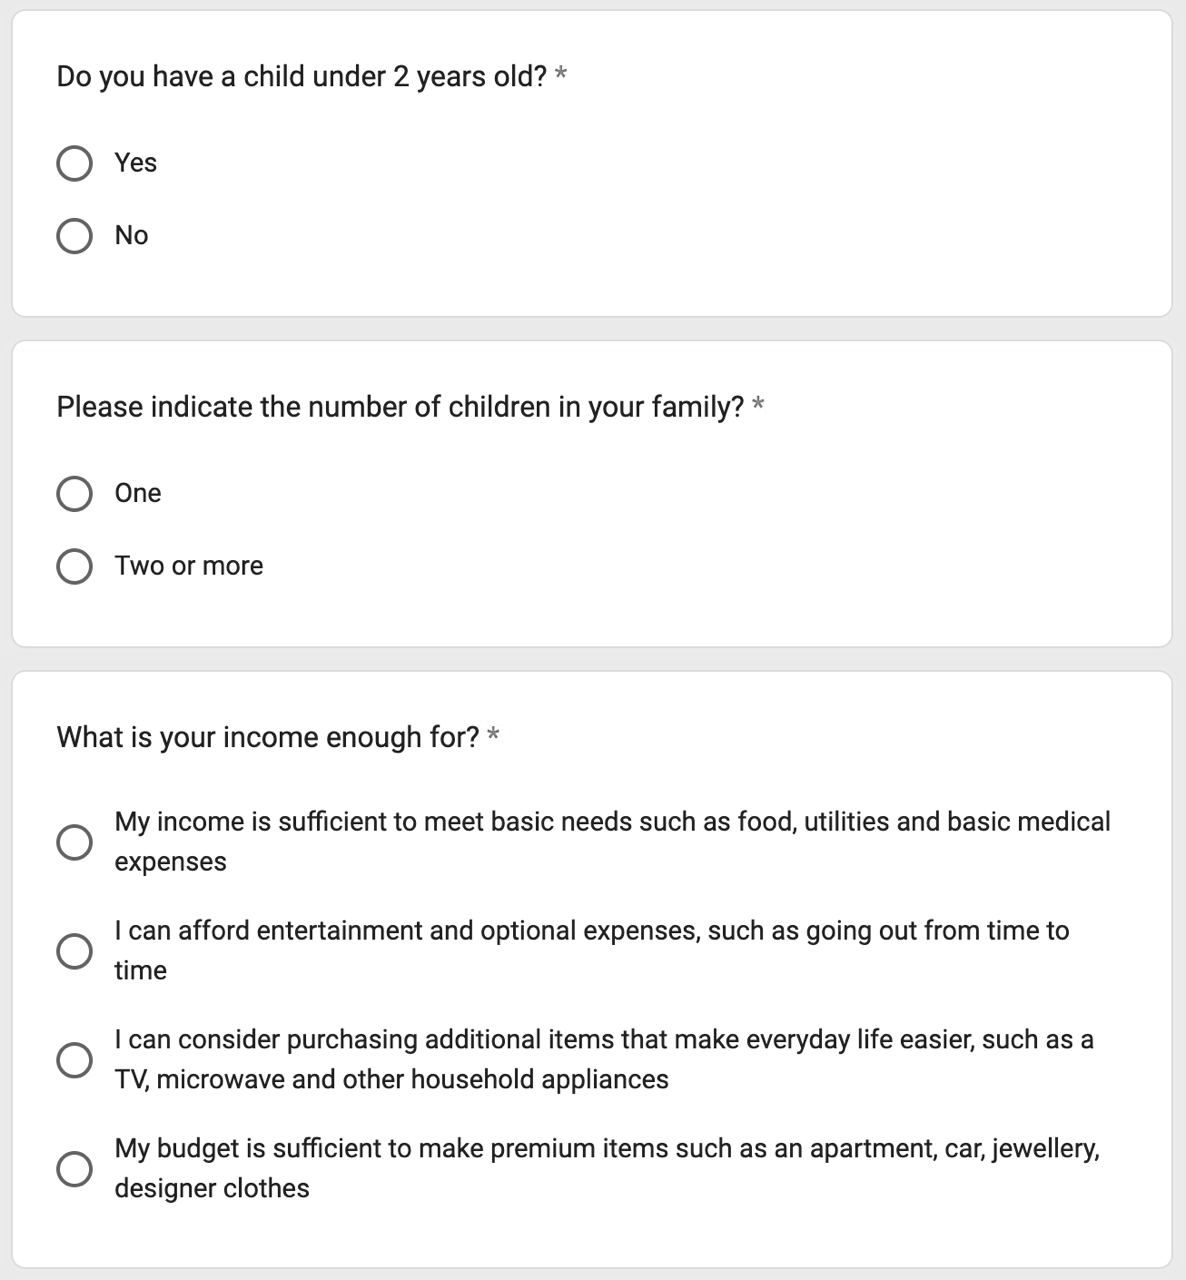 Do you have a child under 2 years old? *
Yes
No
Please indicate the number of children in your family? *
One
Two or more
What is your income enough for? *
My income is sufficient to meet basic needs such as food, utilities and basic medical
expenses
I can afford entertainment and optional expenses, such as going out from time to
time
I can consider purchasing additional items that make everyday life easier, such as a
TV, microwave and other household appliances
My budget is sufficient to make premium items such as an apartment, car, jewellery,
designer clothes